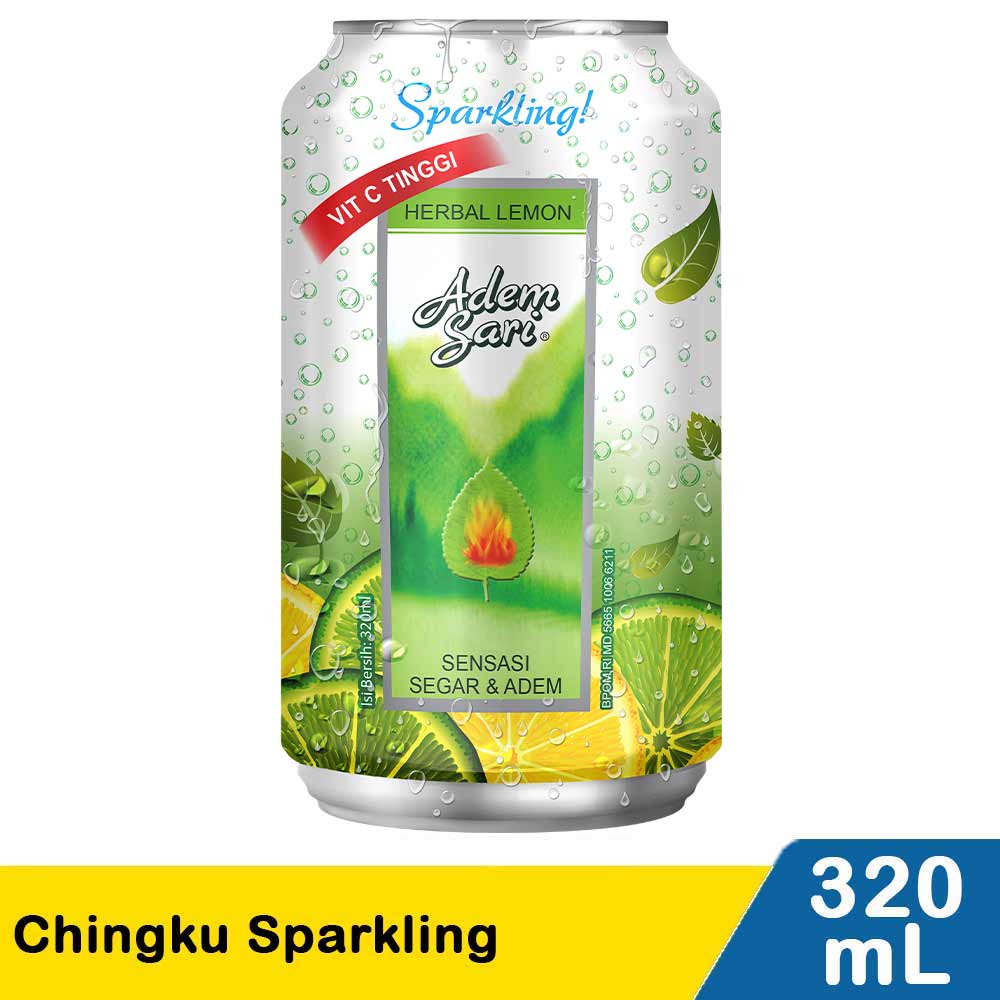 Sparkling!
VIT C TINGGI
HERBAL LEMON
Adem
Sari®
SENSASI
SEGAR & ADEM
Isi Bersih: 320ml
BPOM RI MD 5665 1006 6211
Chingku Sparkling
320
mL